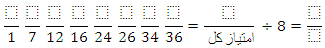 ⬚/1 ⬚/7 ⬚/12 ⬚/16 ⬚/24 ⬚/26 ⬚/34 ⬚/36 = ⬚/امتیاز کل ÷ 8 = ⬚/⬚